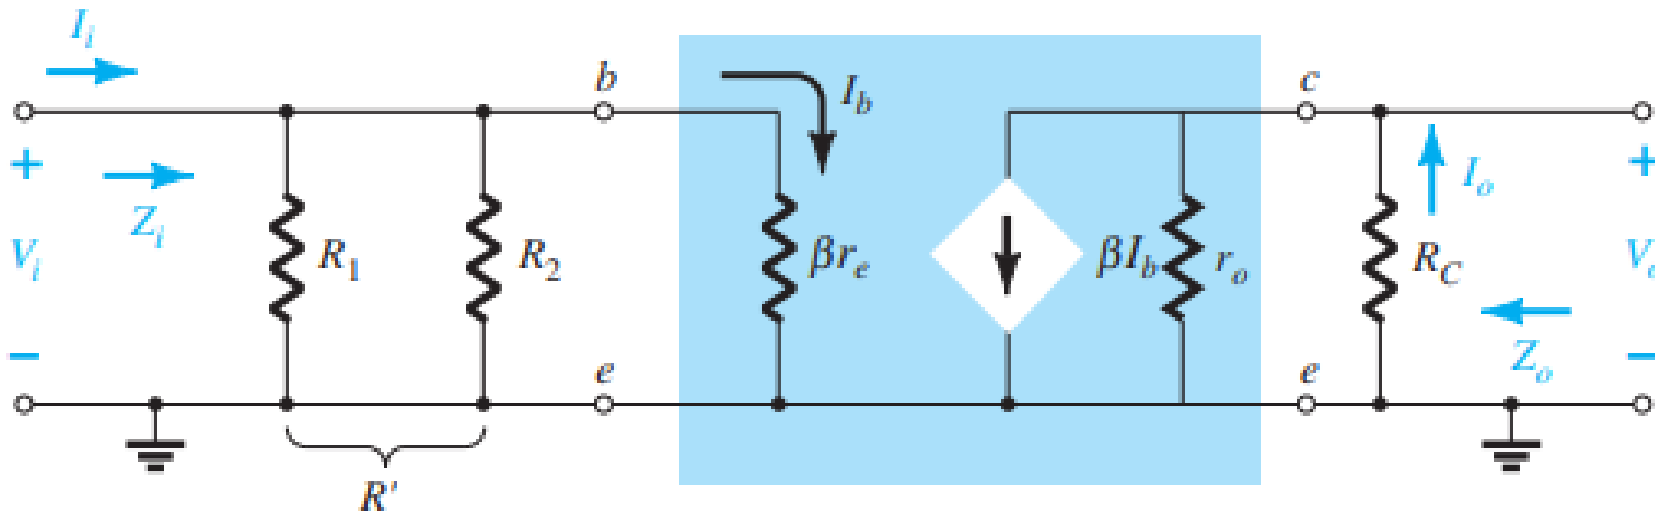 I_i
b
I_b
c
+
Z_i
V_i
−
R_1
R_2
βr_e
βI_b
r_o
R_C
I_o
+
V_o
Z_o
−
e
e
R'